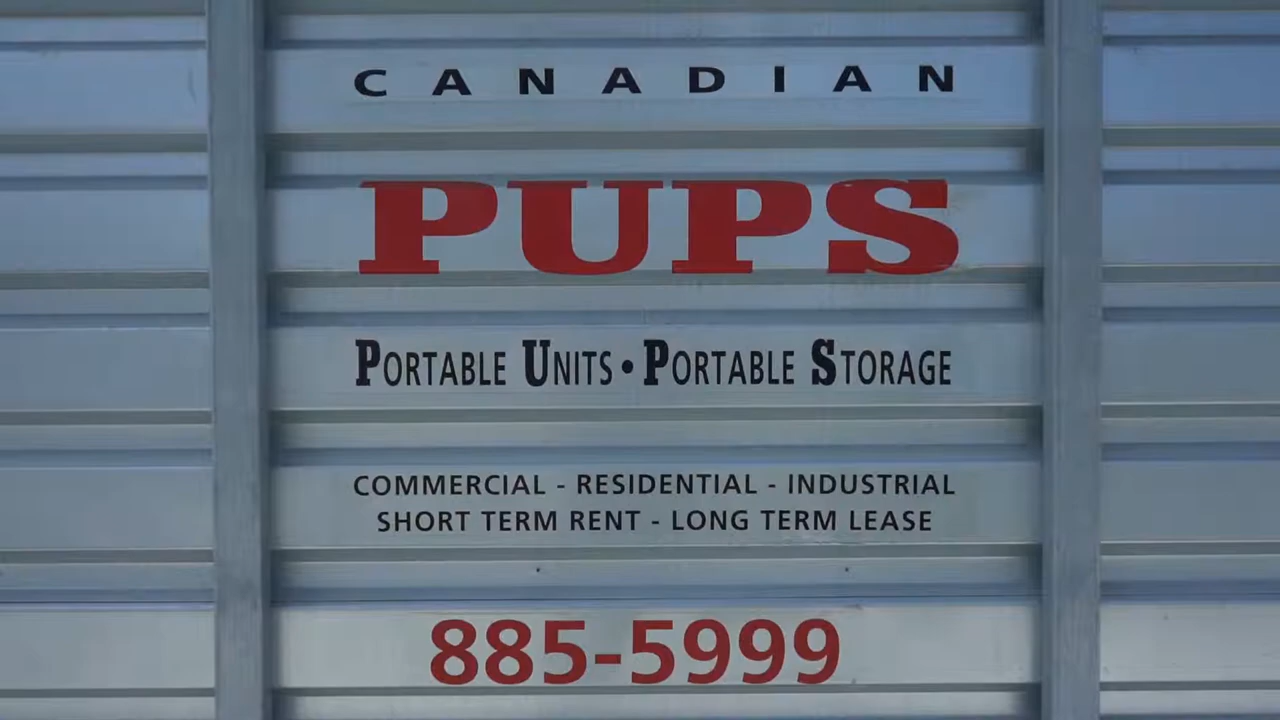 CANADIAN
PUPS
PORTABLE UNITS • PORTABLE STORAGE
COMMERCIAL - RESIDENTIAL - INDUSTRIAL
SHORT TERM RENT - LONG TERM LEASE
885-5999